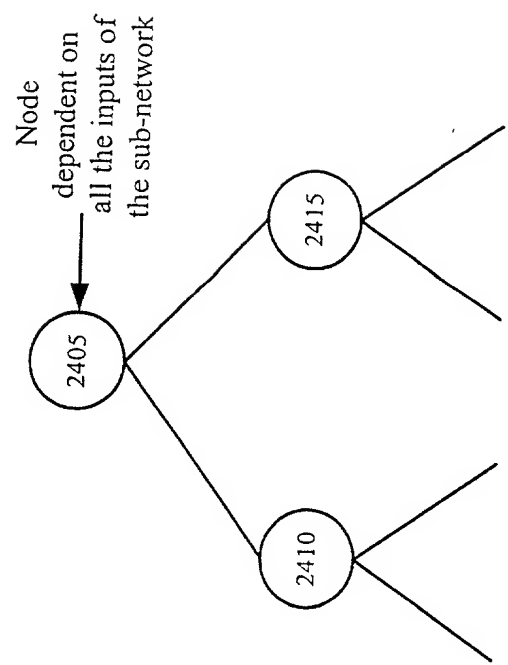 Node
dependent on
all the inputs of
the sub-network
2405
2415
2410